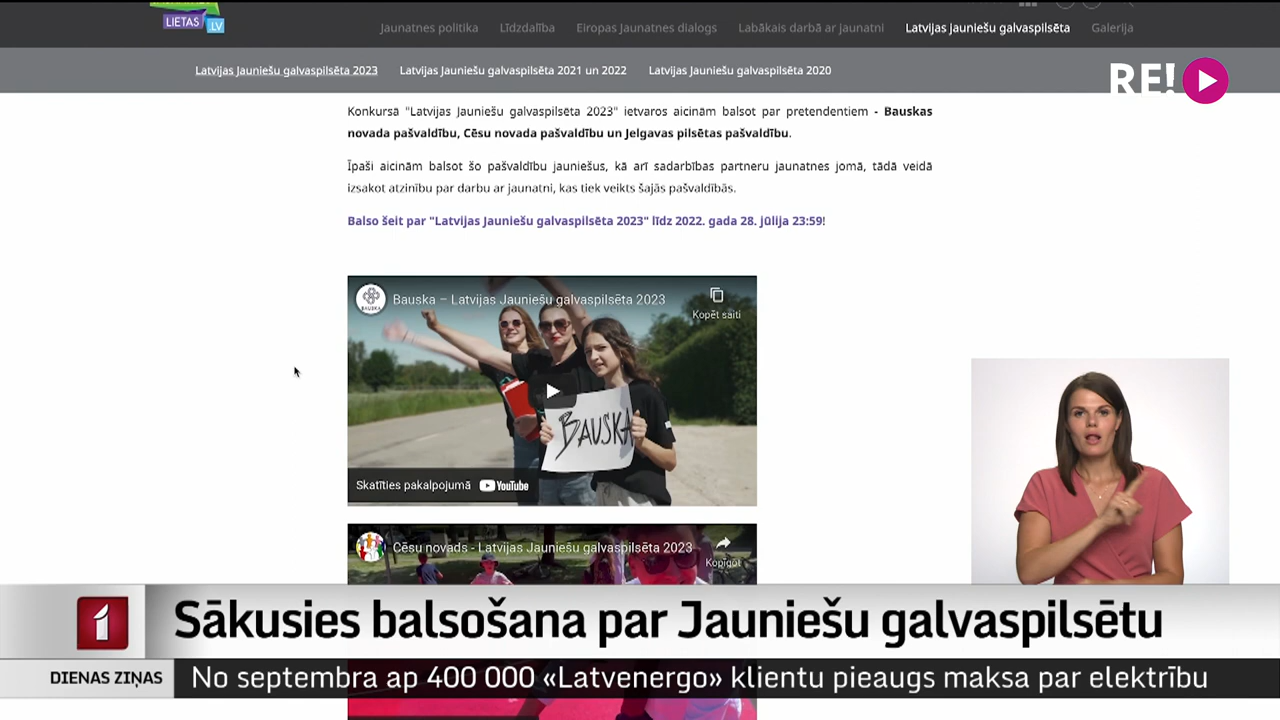 LIETAS
.LV
Jaunatnes politika Līdzdalība Eiropas Jaunatnes dialogs Labākais darbā ar jaunatni Latvijas Jauniešu galvaspilsēta Galerija
Latvijas Jauniešu galvaspilsēta 2023 Latvijas Jauniešu galvaspilsēta 2021 un 2022 Latvijas Jauniešu galvaspilsēta 2020
RE!
Konkursā "Latvijas Jauniešu galvaspilsēta 2023" ietvaros aicinām balsot par pretendentiem - Bauskas
novada pašvaldību, Cēsu novada pašvaldību un Jelgavas pilsētas pašvaldību.
Īpaši aicinām balsot šo pašvaldību jauniešus, kā arī sadarbības partneru jaunatnes jomā, tādā veidā
izsakot atzinību par darbu ar jaunatni, kas tiek veikts šajās pašvaldībās.
Balso šeit par "Latvijas Jauniešu galvaspilsēta 2023" līdz 2022. gada 28. jūlija 23:59!
BAUSKA
Bauska – Latvijas Jauniešu galvaspilsēta 2023
Kopēt saiti
BAUSKA
Skatīties pakalpojumā YouTube
Cēsu novads - Latvijas Jauniešu galvaspilsēta 2023
Kopīgot
1
Sākusies balsošana par Jauniešu galvaspilsētu
DIENAS ZIŅAS
No septembra ap 400 000 «Latvenergo» klientu pieaugs maksa par elektrību